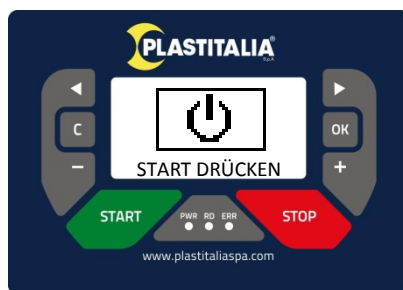 PLASTITALIA
S.p.A.
C
OK
START DRÜCKEN
-
+
START
PWR RD ERR
STOP
www.plastitaliaspa.com